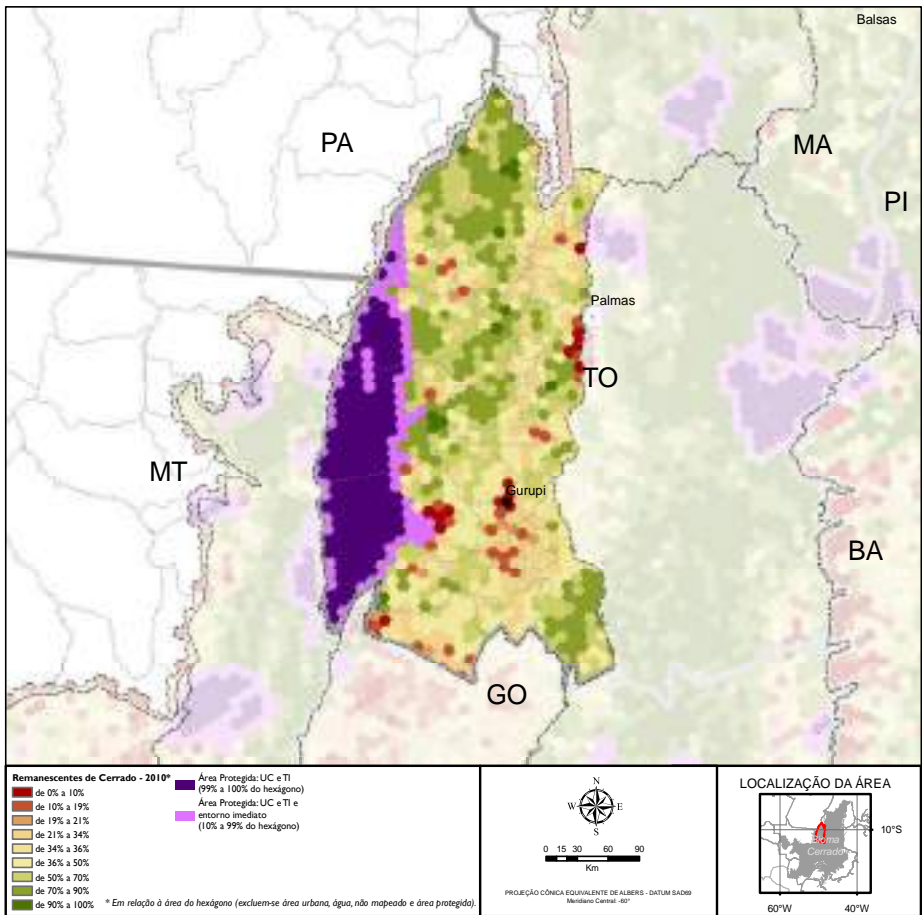 Balsas
PA
MA
PI
Palmas
TO
MT
Gurupi
BA
GO
Remanescentes de Cerrado - 2010*
de 0% a 10%
de 10% a 19%
de 19% a 21%
de 21% a 34%
de 34% a 36%
de 36% a 50%
de 50% a 70%
de 70% a 90%
de 90% a 100%
Área Protegida: UC e TI
(99% a 100% do hexágono)
Área Protegida: UC e TI e
entorno imediato
(10% a 99% do hexágono)
* Em relação à área do hexágono (excluem-se área urbana, água, não mapeado e área protegida).
N
W E
S
0 15 30 60 90
Km
PROJEÇÃO CÔNICA EQUIVALENTE DE ALBERS - DATUM SAD69
Meridiano Central: -60°
LOCALIZAÇÃO DA ÁREA
10°S
Bioma
Cerrado
60°W 40°W